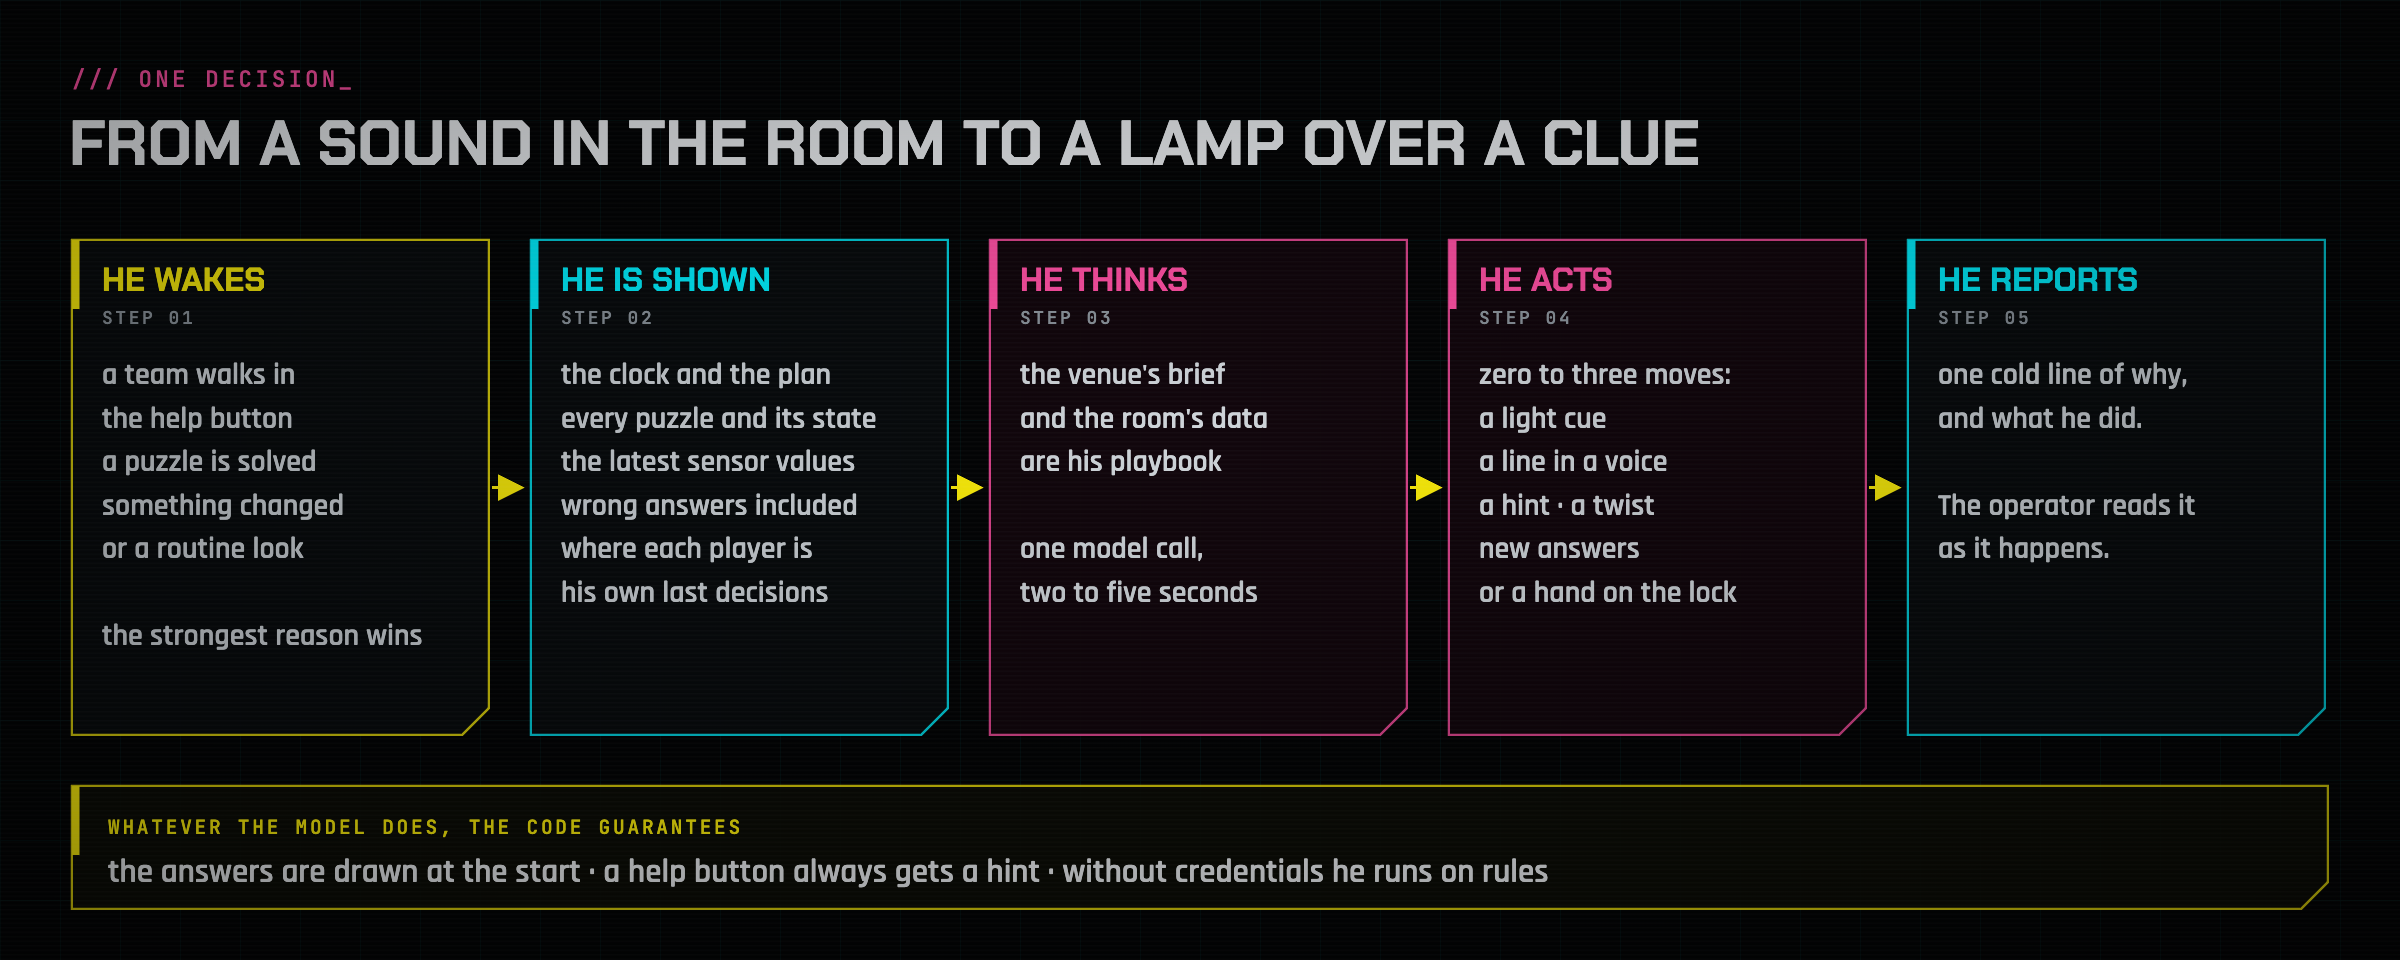 /// ONE DECISION_
FROM A SOUND IN THE ROOM TO A LAMP OVER A CLUE
HE WAKES
STEP 01
a team walks in
the help button
a puzzle is solved
something changed
or a routine look
the strongest reason wins
HE IS SHOWN
STEP 02
the clock and the plan
every puzzle and its state
the latest sensor values
wrong answers included
where each player is
his own last decisions
HE THINKS
STEP 03
the venue's brief
and the room's data
are his playbook
one model call,
two to five seconds
HE ACTS
STEP 04
zero to three moves:
a light cue
a line in a voice
a hint · a twist
new answers
or a hand on the lock
HE REPORTS
STEP 05
one cold line of why,
and what he did.
The operator reads it
as it happens.
WHATEVER THE MODEL DOES, THE CODE GUARANTEES
the answers are drawn at the start · a help button always gets a hint · without credentials he runs on rules